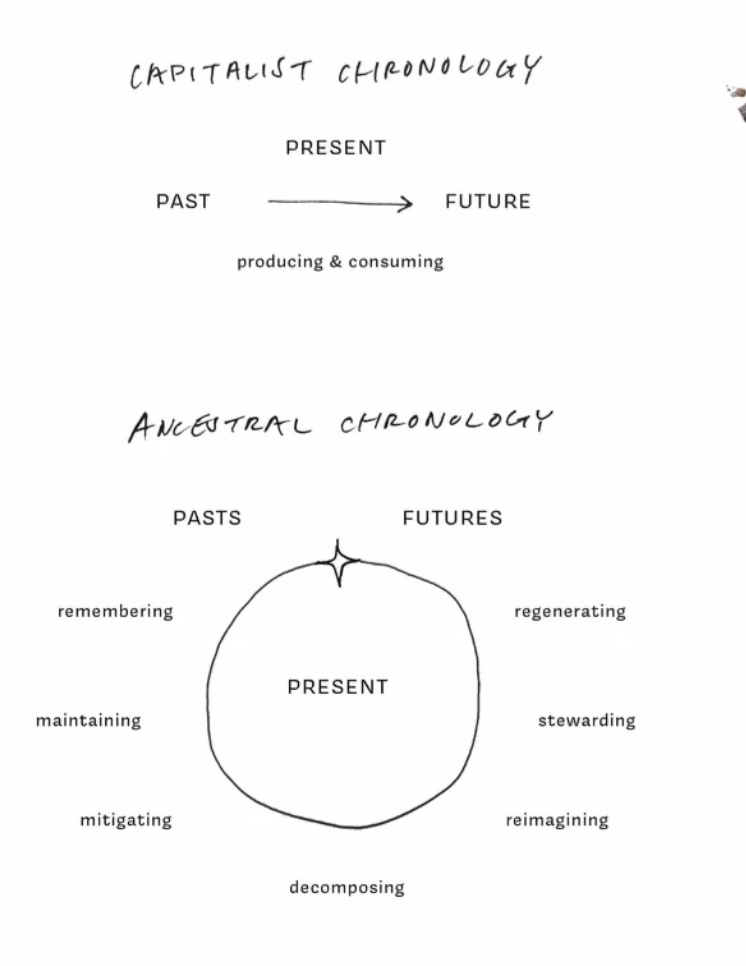 CAPITALIST CHRONOLOGY
PRESENT
PAST FUTURE
producing & consuming
ANCESTRAL CHRONOLOGY
PASTS FUTURES
remembering regenerating
PRESENT
maintaining stewarding
mitigating reimagining
decomposing